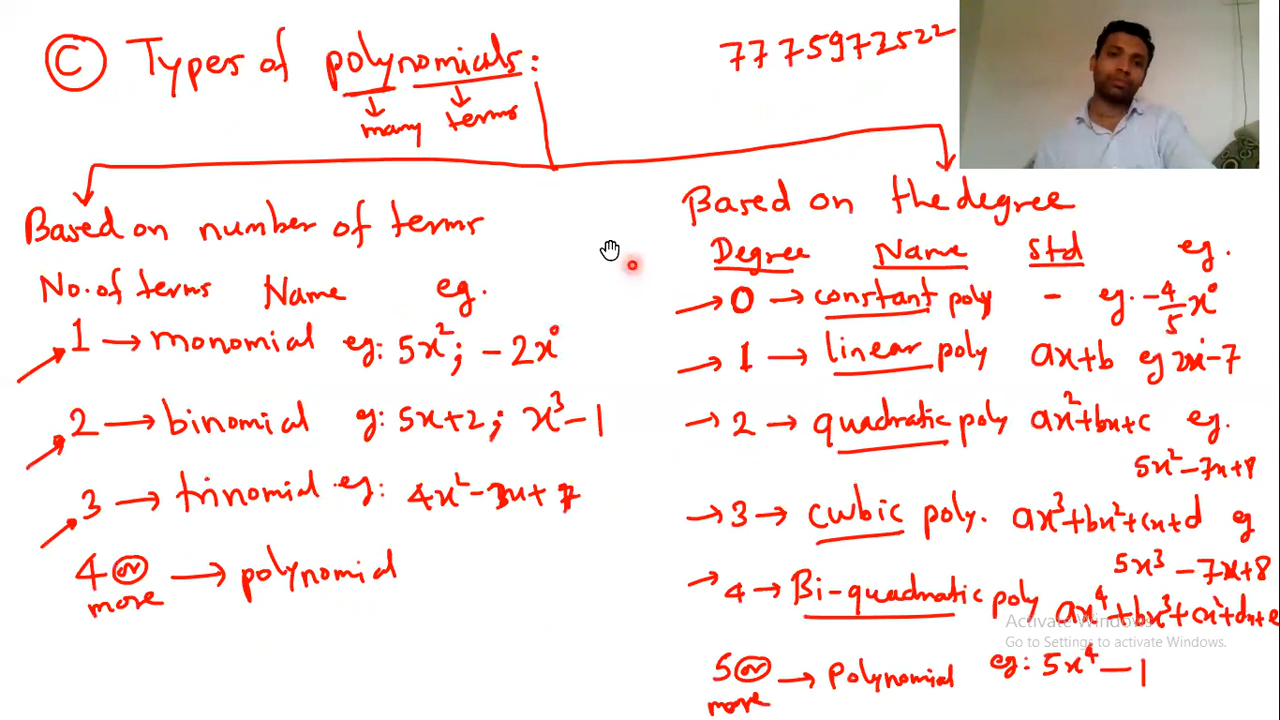 C Types of polynomials: 7775972522
many terms
Based on number of terms
No. of terms Name eg.
1 → monomial eg: 5x²; -2x⁰
2 → binomial eg: 5x+2; x³-1
3 → trinomial eg: 4x²-3x+7
4 or more → polynomial
Based on the degree
Degree Name Std eg.
→ 0 → constant poly - eg. -4/5 x⁰
→ 1 → linear poly ax+b eg 2x¹-7
→ 2 → quadratic poly ax²+bx+c eg.
5x²-7x+8
→ 3 → cubic poly. ax³+bx²+cx+d eg
5x³-7x+8
→ 4 → Bi-quadratic poly ax⁴+bx³+cx²+dx+e
Activate Windows
Go to Settings to activate Windows.
eg: 5x⁴-1
5 or more → Polynomial